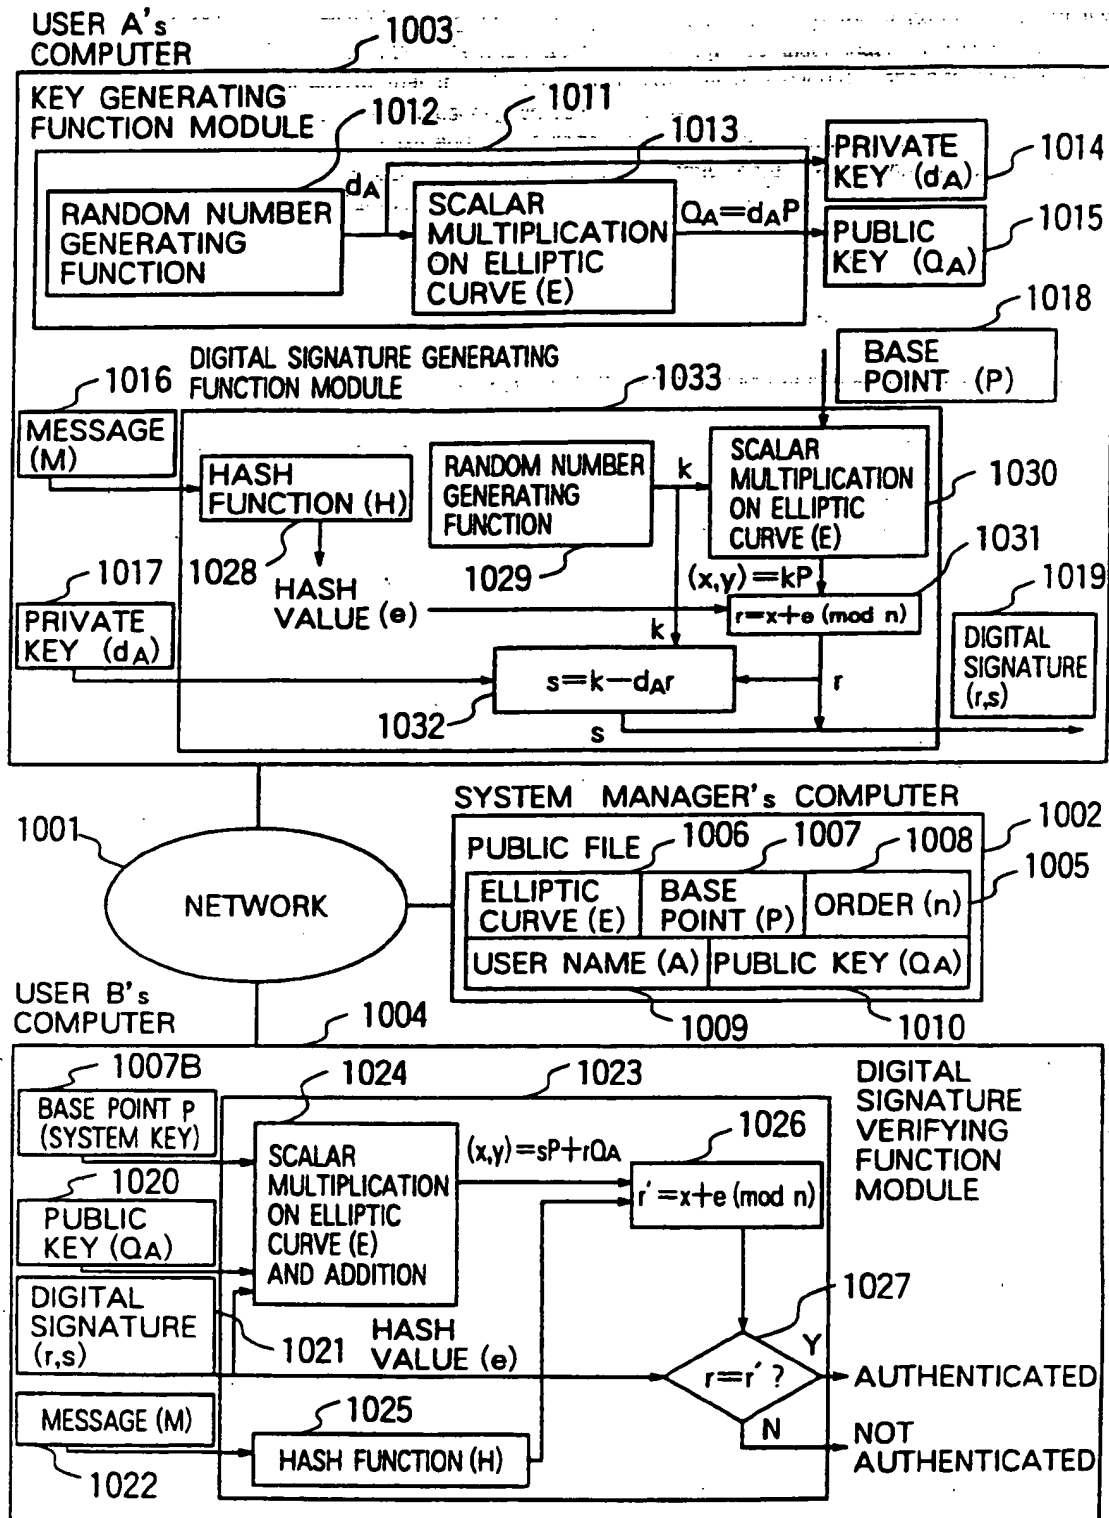 USER A's
COMPUTER
1003
KEY GENERATING
FUNCTION MODULE
1012
1011
1013
dA
RANDOM NUMBER
GENERATING
FUNCTION
SCALAR
MULTIPLICATION
ON ELLIPTIC
CURVE (E)
QA=dAP
PRIVATE
KEY (dA)
1014
PUBLIC
KEY (QA)
1015
1018
BASE
POINT (P)
DIGITAL SIGNATURE GENERATING
FUNCTION MODULE
1033
1016
MESSAGE
(M)
HASH
FUNCTION (H)
1028
HASH
VALUE (e)
RANDOM NUMBER
GENERATING
FUNCTION
1029
k
k
SCALAR
MULTIPLICATION
ON ELLIPTIC
CURVE (E)
1030
(x,y)=kP
1031
r=x+e (mod n)
1017
PRIVATE
KEY (dA)
s=k-dAr
1032
r
s
1019
DIGITAL
SIGNATURE
(r,s)
SYSTEM MANAGER's COMPUTER
1001
NETWORK
1002
PUBLIC FILE
1006
1007
1008
1005
ELLIPTIC
CURVE (E)
BASE
POINT (P)
ORDER (n)
USER NAME (A)
PUBLIC KEY (QA)
1009
1010
USER B's
COMPUTER
1004
1007B
BASE POINT P
(SYSTEM KEY)
1024
1023
DIGITAL
SIGNATURE
VERIFYING
FUNCTION
MODULE
SCALAR
MULTIPLICATION
ON ELLIPTIC
CURVE (E)
AND ADDITION
(x,y)=sP+rQA
1026
r'=x+e (mod n)
1020
PUBLIC
KEY (QA)
DIGITAL
SIGNATURE
(r,s)
1021
HASH
VALUE (e)
1027
r=r' ?
Y
AUTHENTICATED
N
NOT
AUTHENTICATED
MESSAGE (M)
1022
1025
HASH FUNCTION (H)